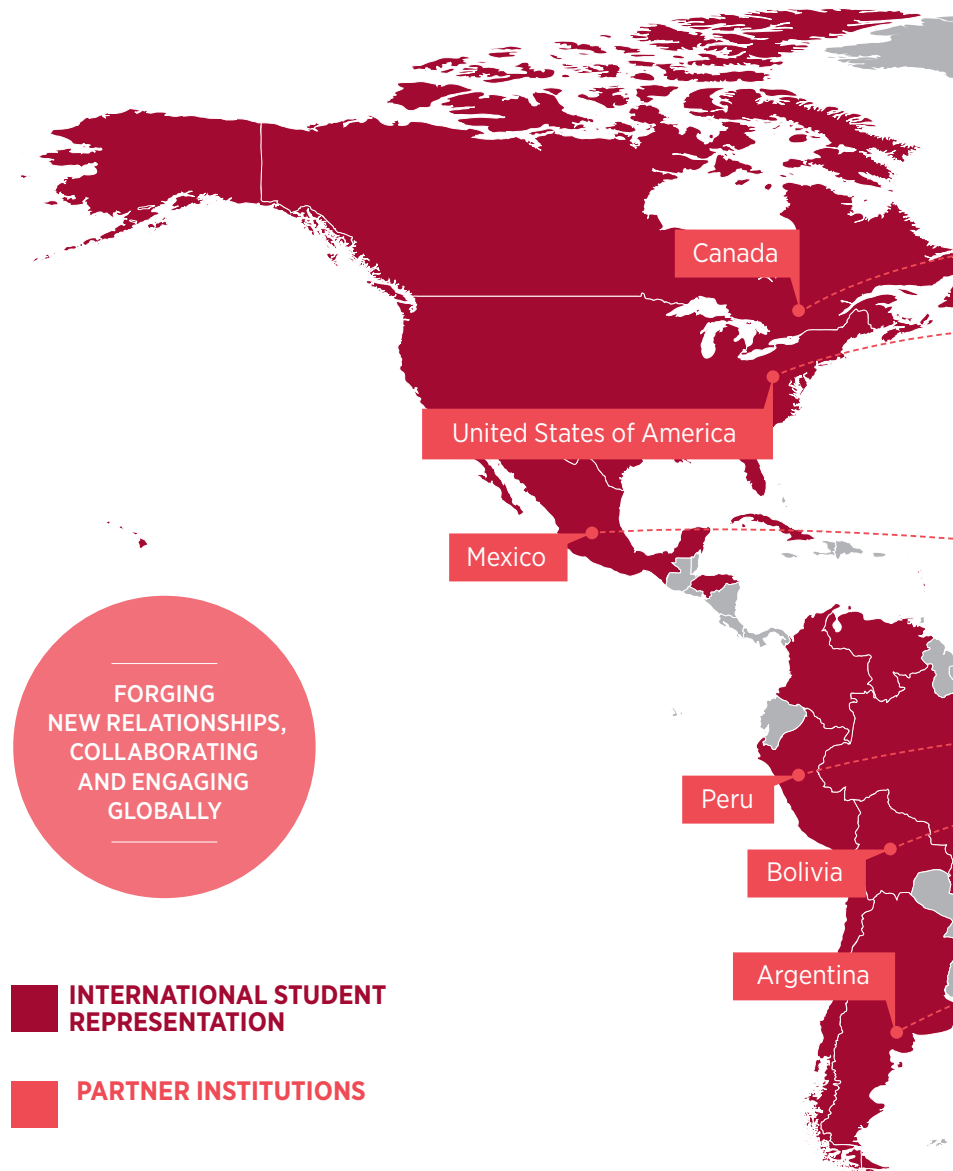 Canada
United States of America
Mexico
FORGING
NEW RELATIONSHIPS,
COLLABORATING
AND ENGAGING
GLOBALLY
Peru
Bolivia
Argentina
INTERNATIONAL STUDENT
REPRESENTATION
PARTNER INSTITUTIONS